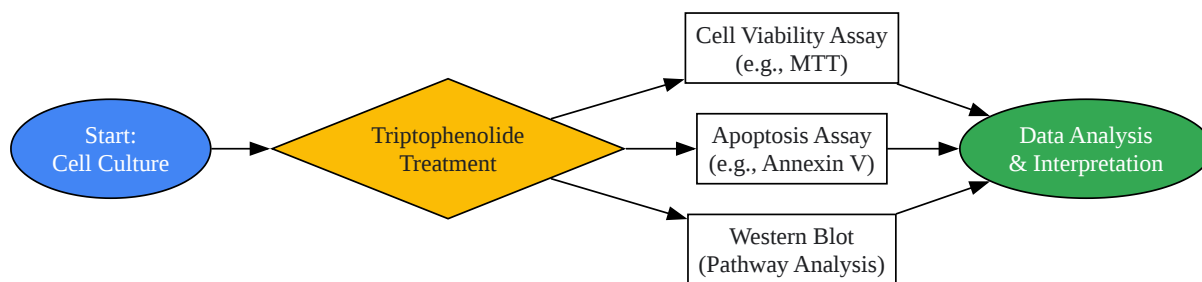 Start:
Cell Culture
Triptophenolide
Treatment
Cell Viability Assay
(e.g., MTT)
Apoptosis Assay
(e.g., Annexin V)
Western Blot
(Pathway Analysis)
Data Analysis
& Interpretation